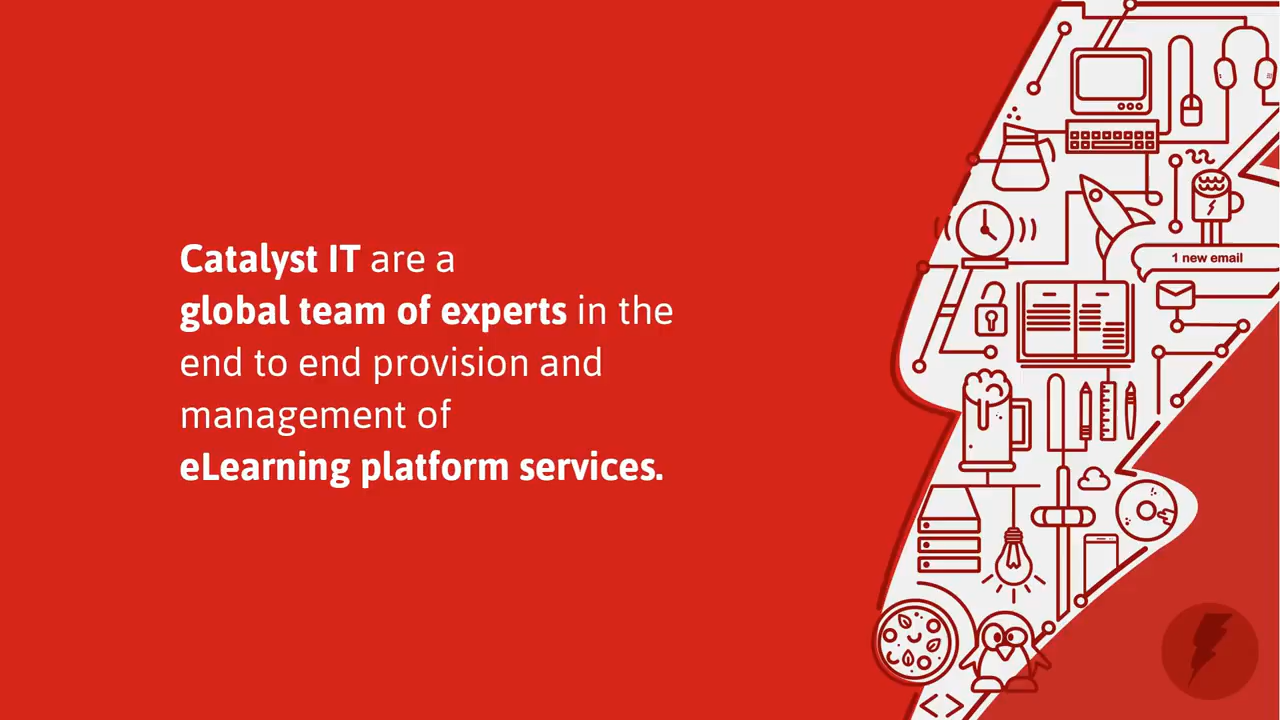 Catalyst IT are a
global team of experts in the
end to end provision and
management of
eLearning platform services.
1 new email